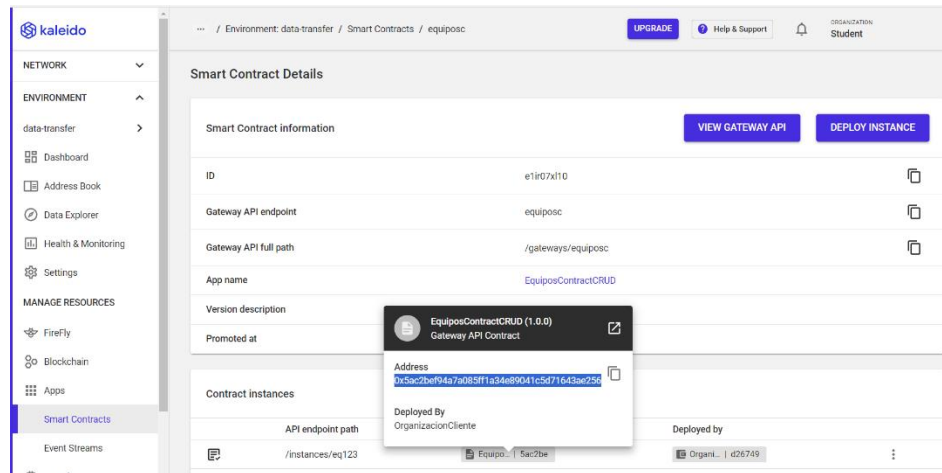 kaleido
··· / Environment: data-transfer / Smart Contracts / equiposc
UPGRADE
Help & Support
ORGANIZATION
Student
NETWORK
ENVIRONMENT
data-transfer
Dashboard
Address Book
Data Explorer
Health & Monitoring
Settings
MANAGE RESOURCES
FireFly
Blockchain
Apps
Smart Contracts
Event Streams
Smart Contract Details
Smart Contract information
VIEW GATEWAY API
DEPLOY INSTANCE
ID e1ir07xl10
Gateway API endpoint equiposc
Gateway API full path /gateways/equiposc
App name EquiposContractCRUD
Version description
Promoted at
EquiposContractCRUD (1.0.0)
Gateway API Contract
Address
0x5ac2bef94a7a085ff1a34e89041c5d71643ae256
Deployed By
OrganizacionCliente
Contract instances
API endpoint path Deployed by
/instances/eq123 Equipo... | 5ac2be Organi... | d26749